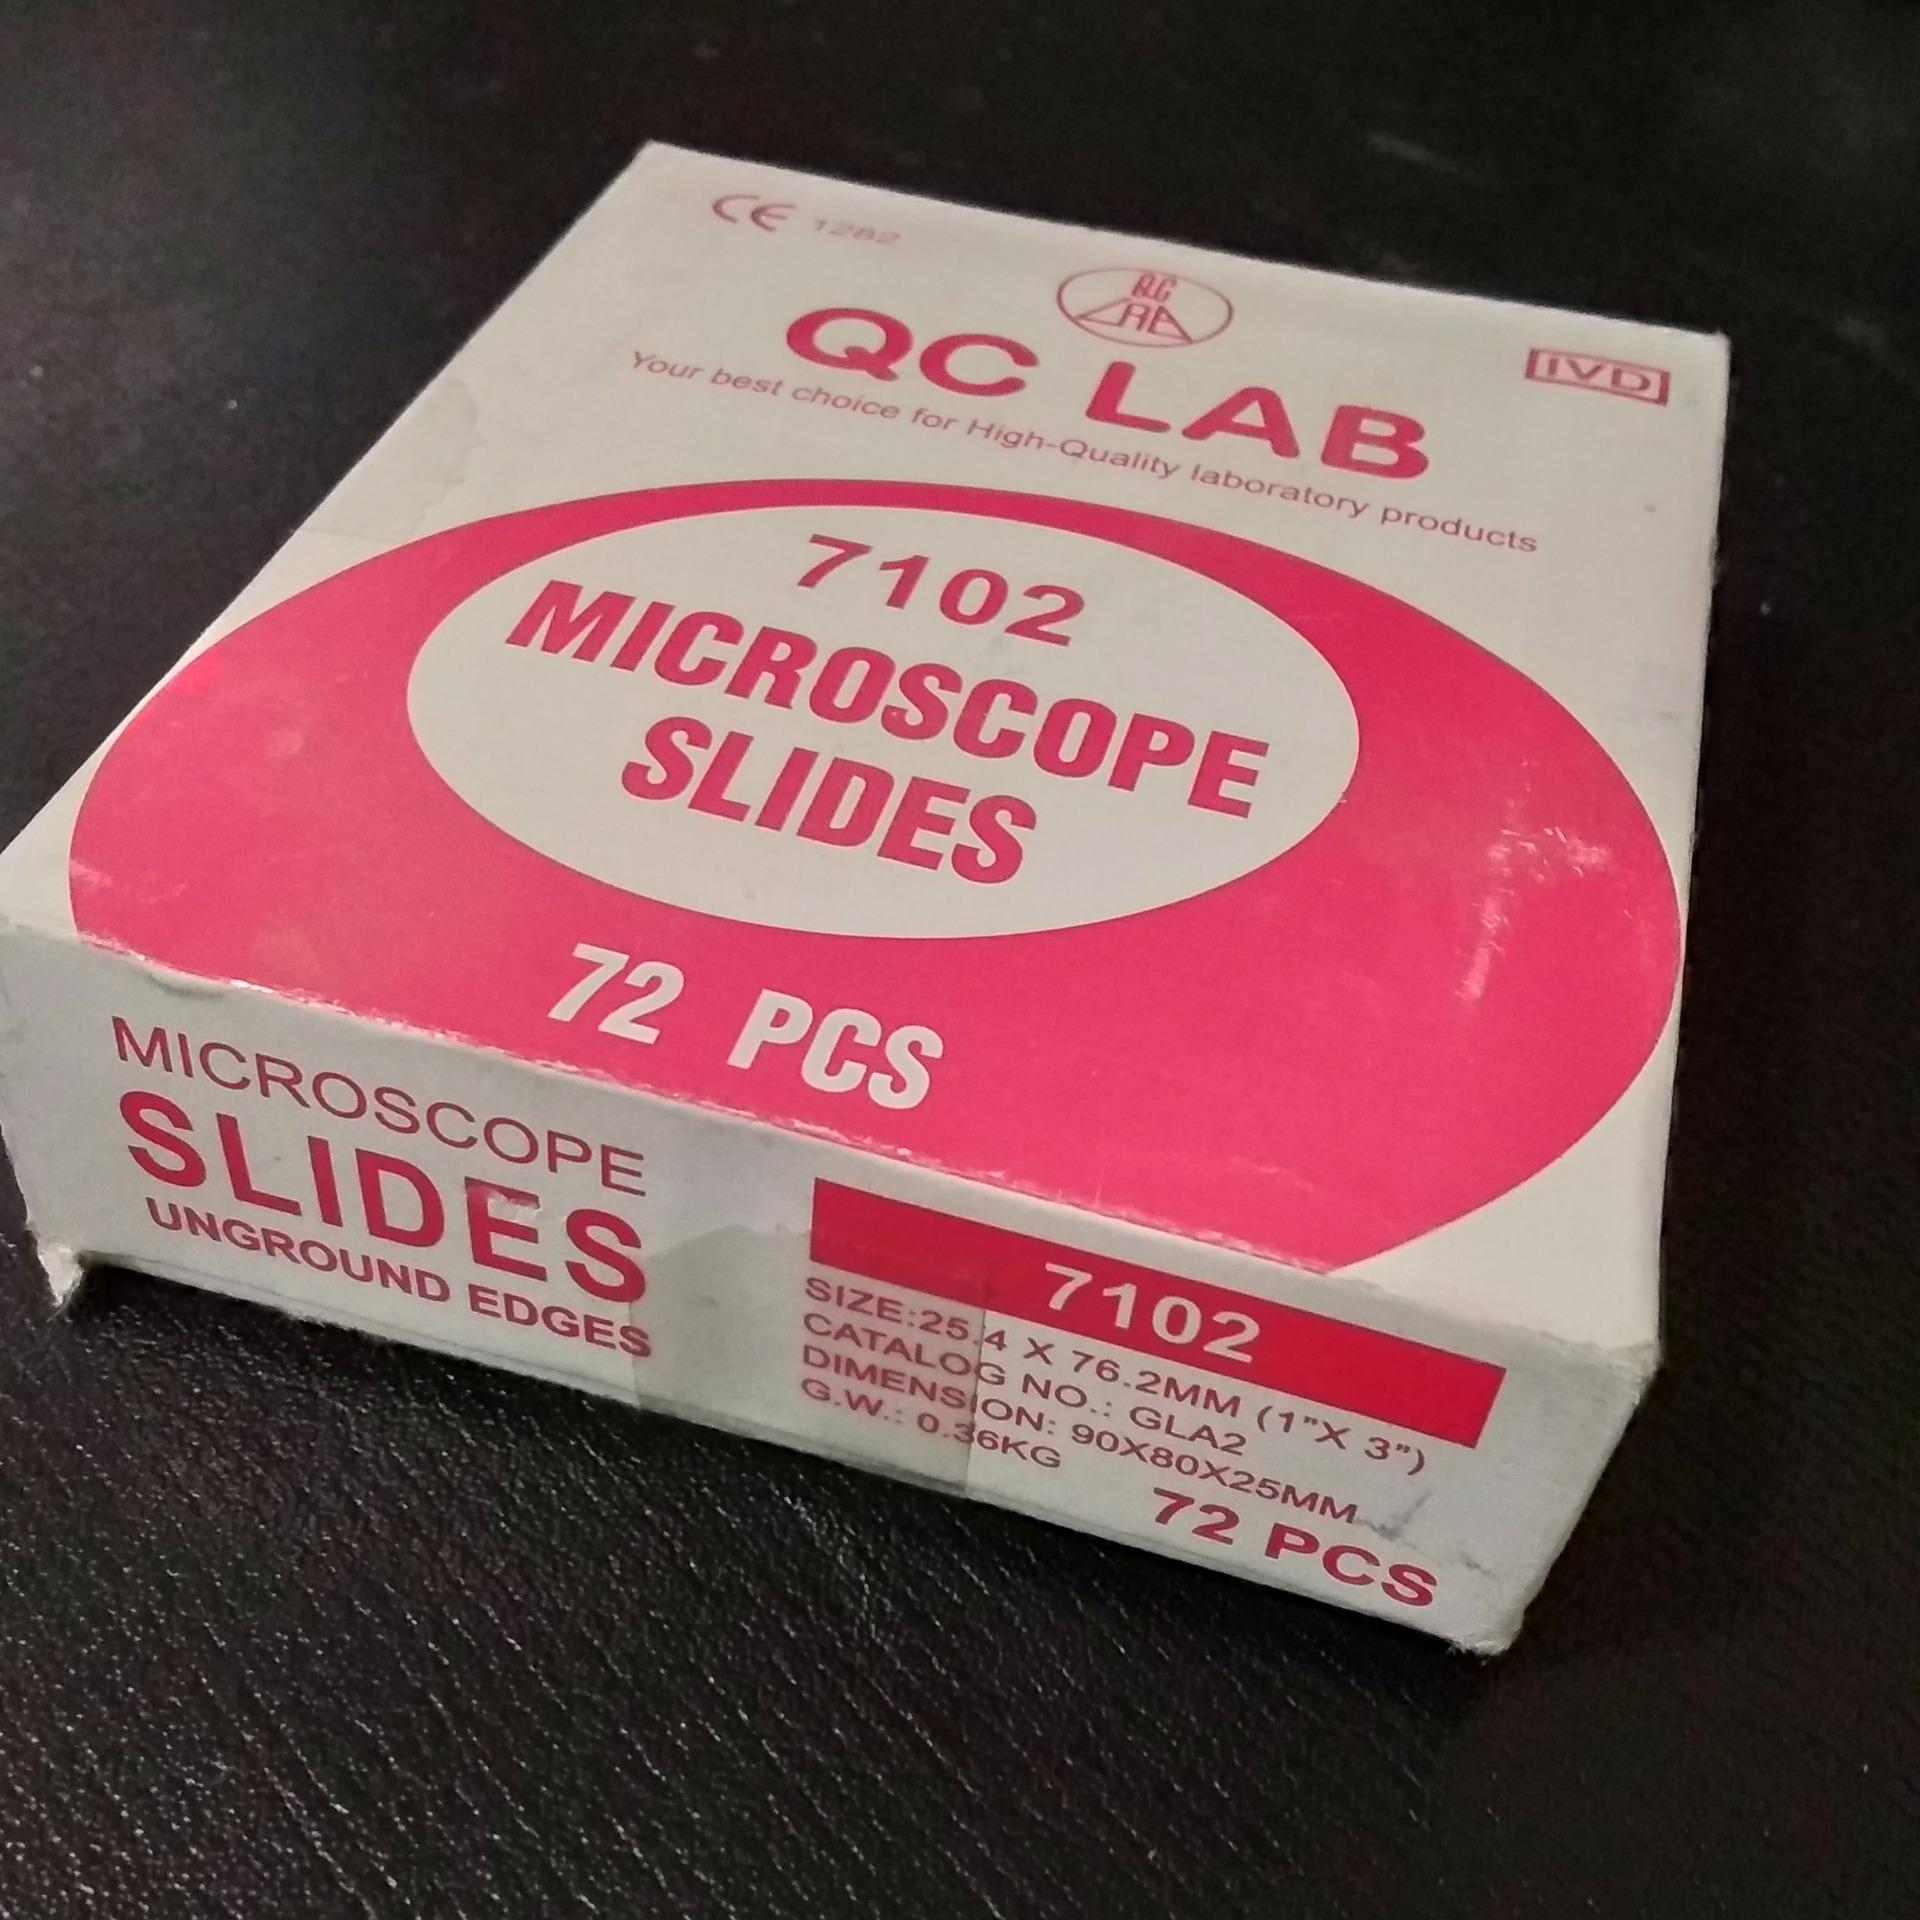 CE 1282
IVD
QC LAB
Your best choice for High-Quality laboratory products
7102
MICROSCOPE
SLIDES
72 PCS
MICROSCOPE
SLIDES
UNGROUND EDGES
7102
SIZE:25.4 X 76.2MM (1"X 3")
CATALOG NO.: GLA2
DIMENSION: 90X80X25MM
G.W.: 0.36KG
72 PCS